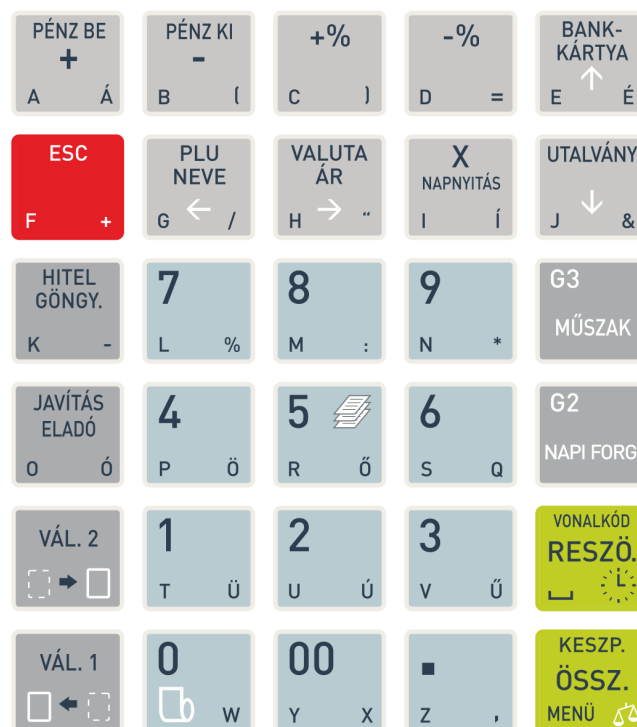 PÉNZ BE
+
A Á
PÉNZ KI
-
B (
+%
C )
-%
D =
BANK-
KÁRTYA
E É
ESC
F +
PLU
NEVE
G /
VALUTA
ÁR
H "
X
NAPNYITÁS
I Í
UTALVÁNY
J &
HITEL
GÖNGY.
K -
7
L %
8
M :
9
N *
G3
MŰSZAK
JAVÍTÁS
ELADÓ
O Ó
4
P Ö
5
R Ő
6
S Q
G2
NAPI FORG
VÁL. 2
1
T Ü
2
U Ú
3
V Ű
VONALKÓD
RESZÖ.
VÁL. 1
0
W
00
Y X
.
Z ,
KESZP.
ÖSSZ.
MENÜ